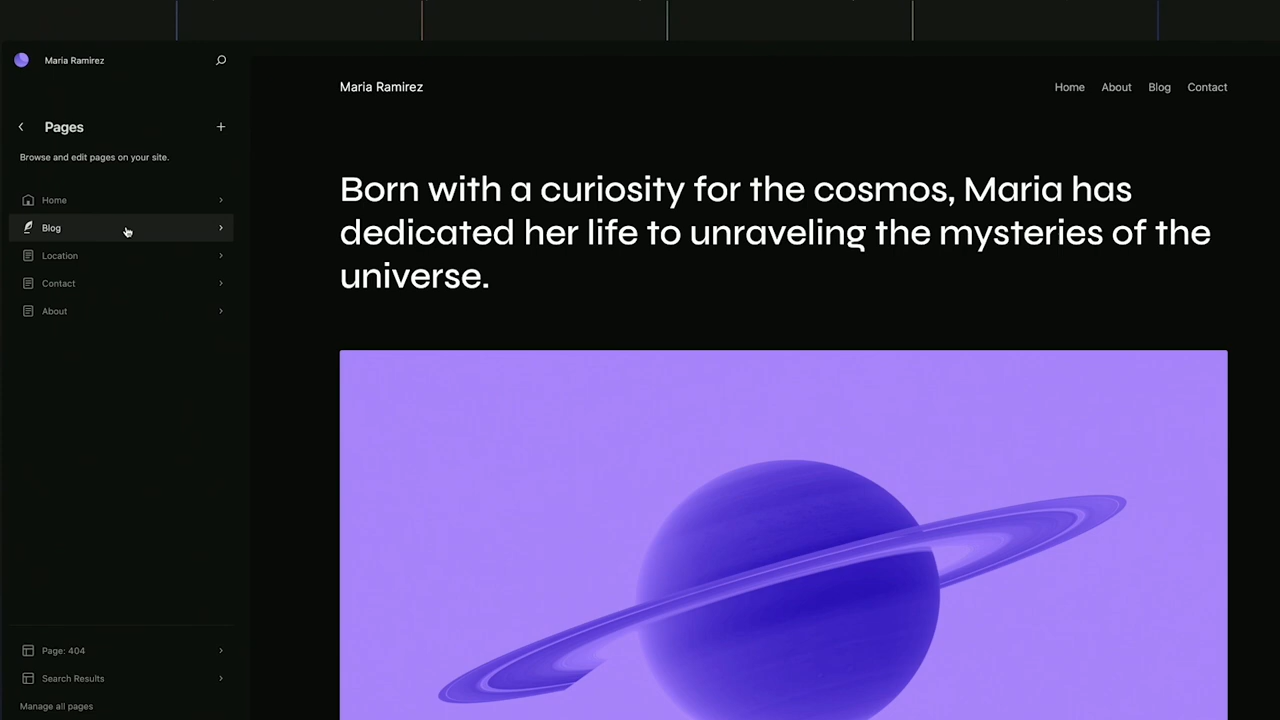 Maria Ramirez
Pages
Browse and edit pages on your site.
Home
Blog
Location
Contact
About
Page: 404
Search Results
Manage all pages
Maria Ramirez
Home About Blog Contact
Born with a curiosity for the cosmos, Maria has
dedicated her life to unraveling the mysteries of the
universe.